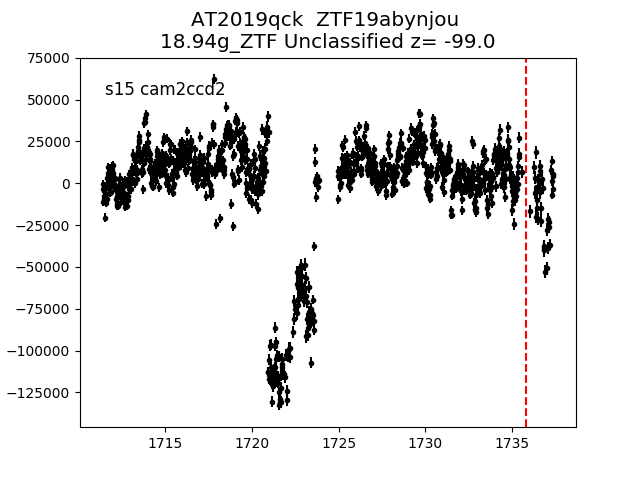 AT2019qck  ZTF19abynjou
18.94g_ZTF Unclassified z= -99.0
s15 cam2ccd2
75000
50000
25000
0
−25000
−50000
−75000
−100000
−125000
1715 1720 1725 1730 1735